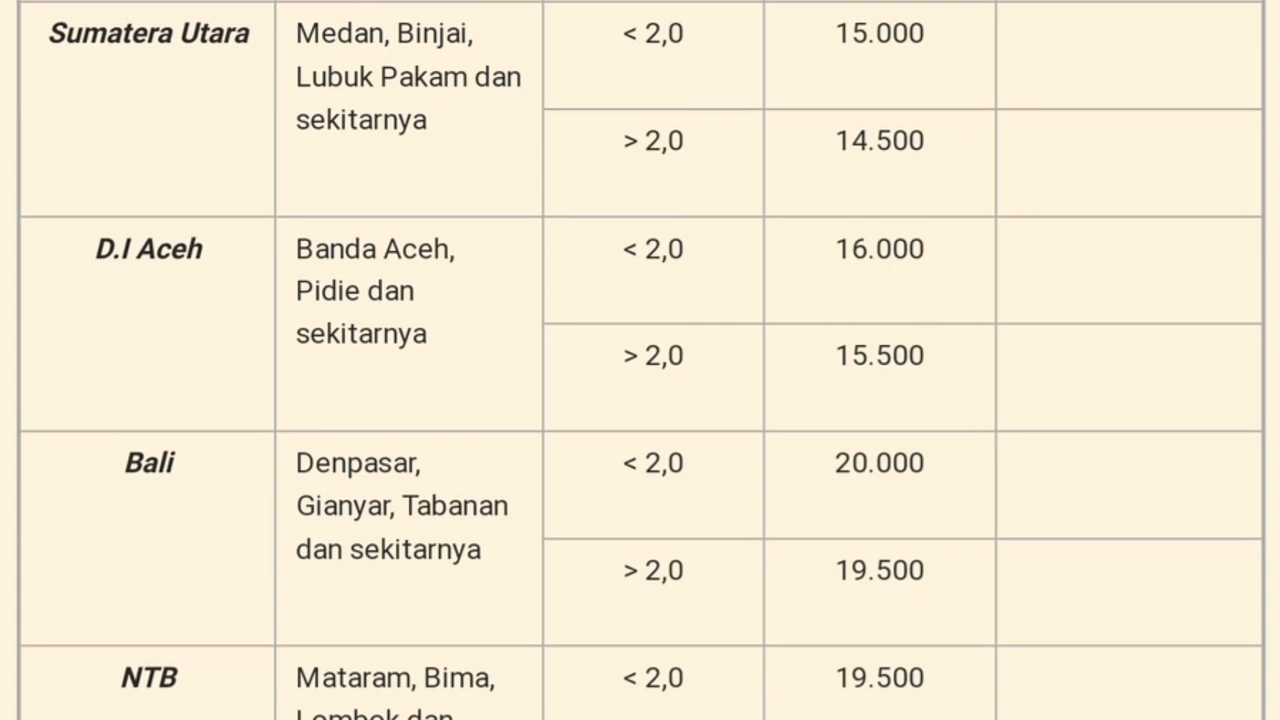 Sumatera Utara
Medan, Binjai,
Lubuk Pakam dan
sekitarnya
< 2,0
15.000
> 2,0
14.500
D.I Aceh
Banda Aceh,
Pidie dan
sekitarnya
< 2,0
16.000
> 2,0
15.500
Bali
Denpasar,
Gianyar, Tabanan
dan sekitarnya
< 2,0
20.000
> 2,0
19.500
NTB
Mataram, Bima,
Lombok dan
< 2,0
19.500